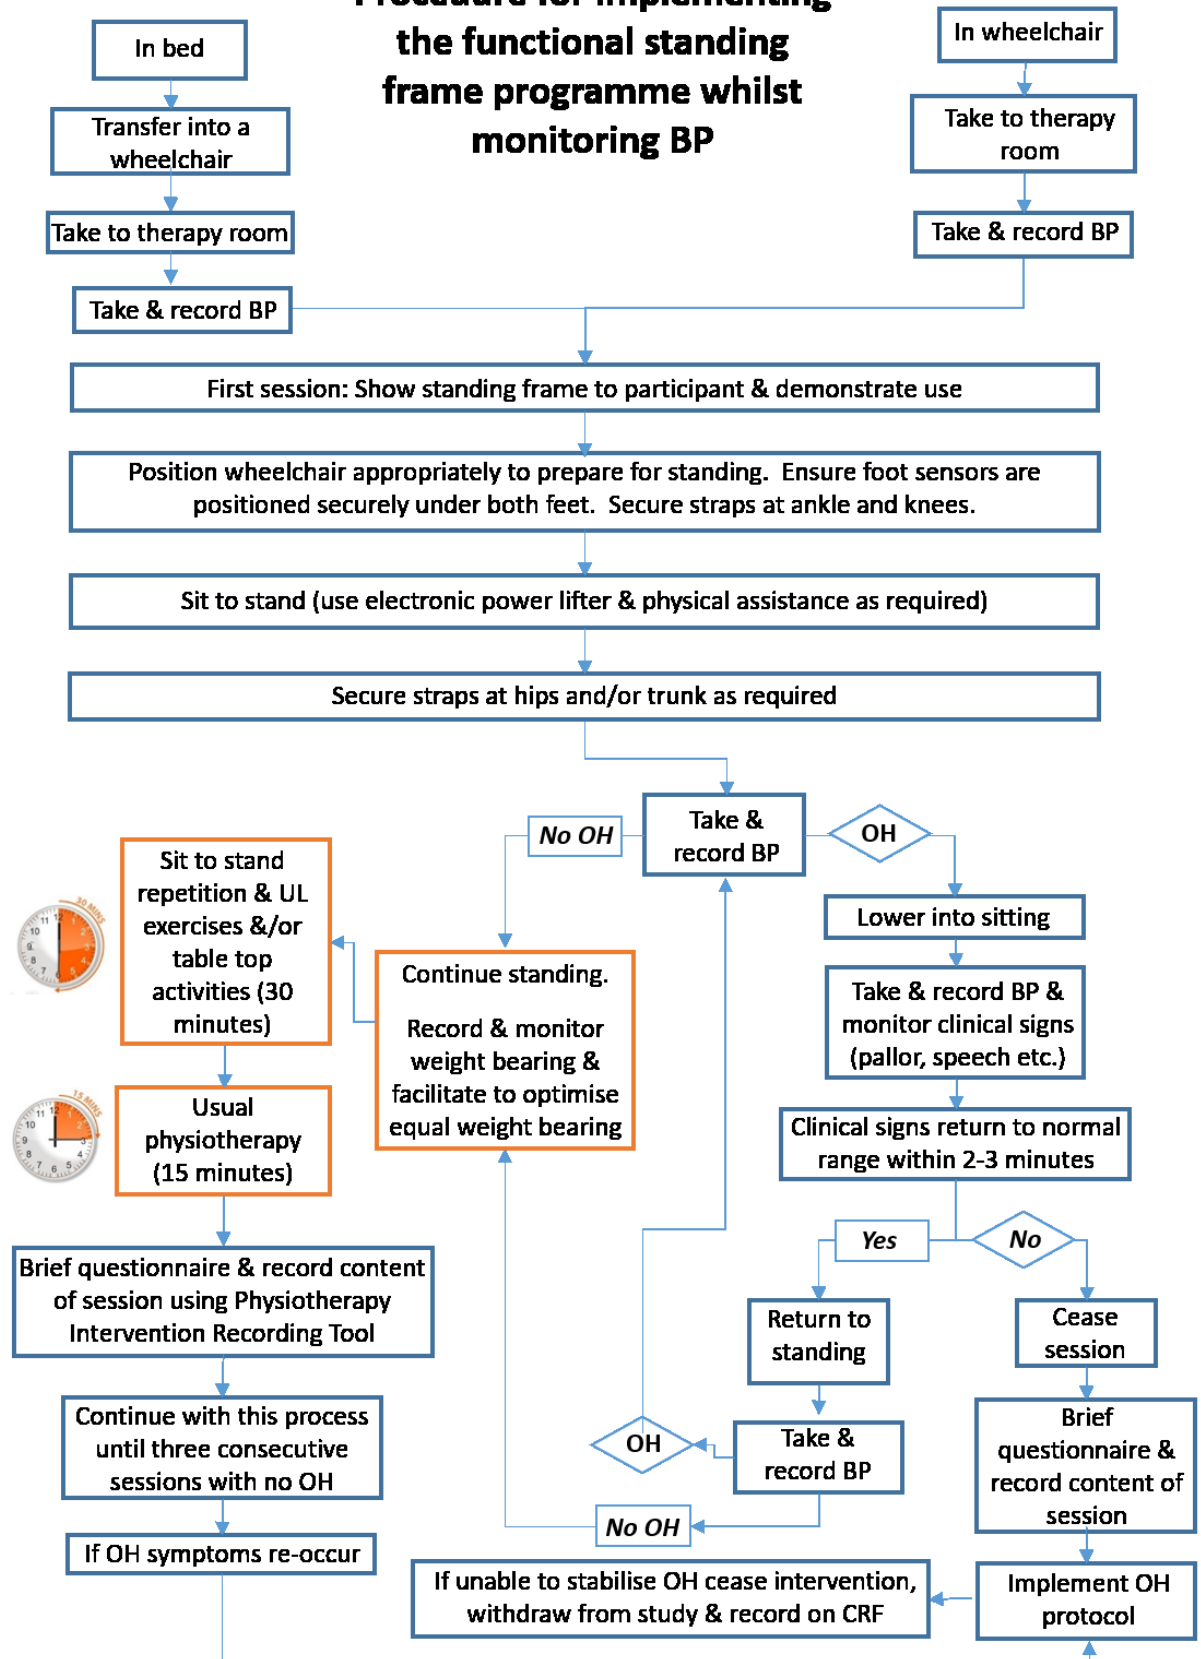 Procedure for implementing
the functional standing
frame programme whilst
monitoring BP
In bed
Transfer into a
wheelchair
Take to therapy room
Take & record BP
In wheelchair
Take to therapy
room
Take & record BP
First session: Show standing frame to participant & demonstrate use
Position wheelchair appropriately to prepare for standing.  Ensure foot sensors are
positioned securely under both feet.  Secure straps at ankle and knees.
Sit to stand (use electronic power lifter & physical assistance as required)
Secure straps at hips and/or trunk as required
Take &
record BP
No OH
OH
Sit to stand
repetition & UL
exercises &/or
table top
activities (30
minutes)
30 MINS
Continue standing.
Record & monitor
weight bearing &
facilitate to optimise
equal weight bearing
Usual
physiotherapy
(15 minutes)
15 MINS
Brief questionnaire & record content
of session using Physiotherapy
Intervention Recording Tool
Continue with this process
until three consecutive
sessions with no OH
If OH symptoms re-occur
Lower into sitting
Take & record BP &
monitor clinical signs
(pallor, speech etc.)
Clinical signs return to normal
range within 2-3 minutes
Yes
No
Return to
standing
Take &
record BP
OH
No OH
Cease
session
Brief
questionnaire &
record content of
session
Implement OH
protocol
If unable to stabilise OH cease intervention,
withdraw from study & record on CRF